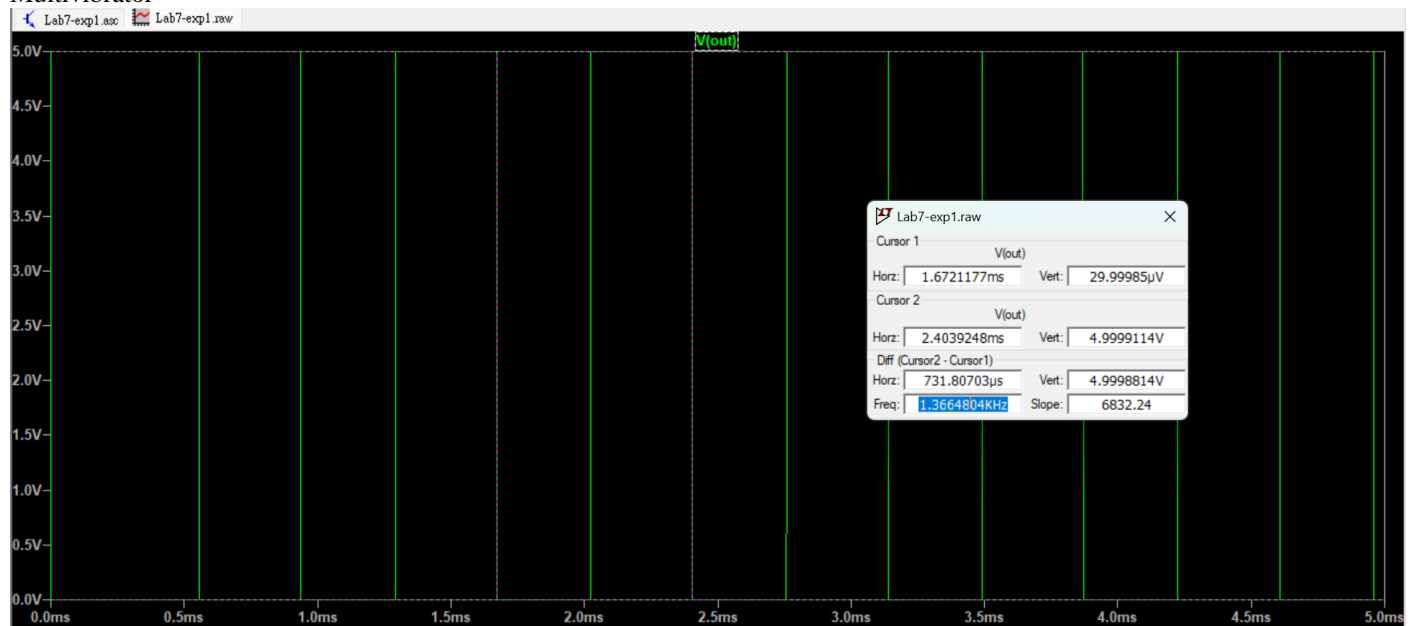 Multivibrator
Lab7-exp1.asc Lab7-exp1.raw
V(out)
5.0V
4.5V
4.0V
3.5V
3.0V
2.5V
2.0V
1.5V
1.0V
0.5V
0.0V
0.0ms 0.5ms 1.0ms 1.5ms 2.0ms 2.5ms 3.0ms 3.5ms 4.0ms 4.5ms 5.0ms
Lab7-exp1.raw
Cursor 1
V(out)
Horz: 1.6721177ms Vert: 29.99985µV
Cursor 2
V(out)
Horz: 2.4039248ms Vert: 4.9999114V
Diff (Cursor2 - Cursor1)
Horz: 731.80703µs Vert: 4.9998814V
Freq: 1.3664804KHz Slope: 6832.24